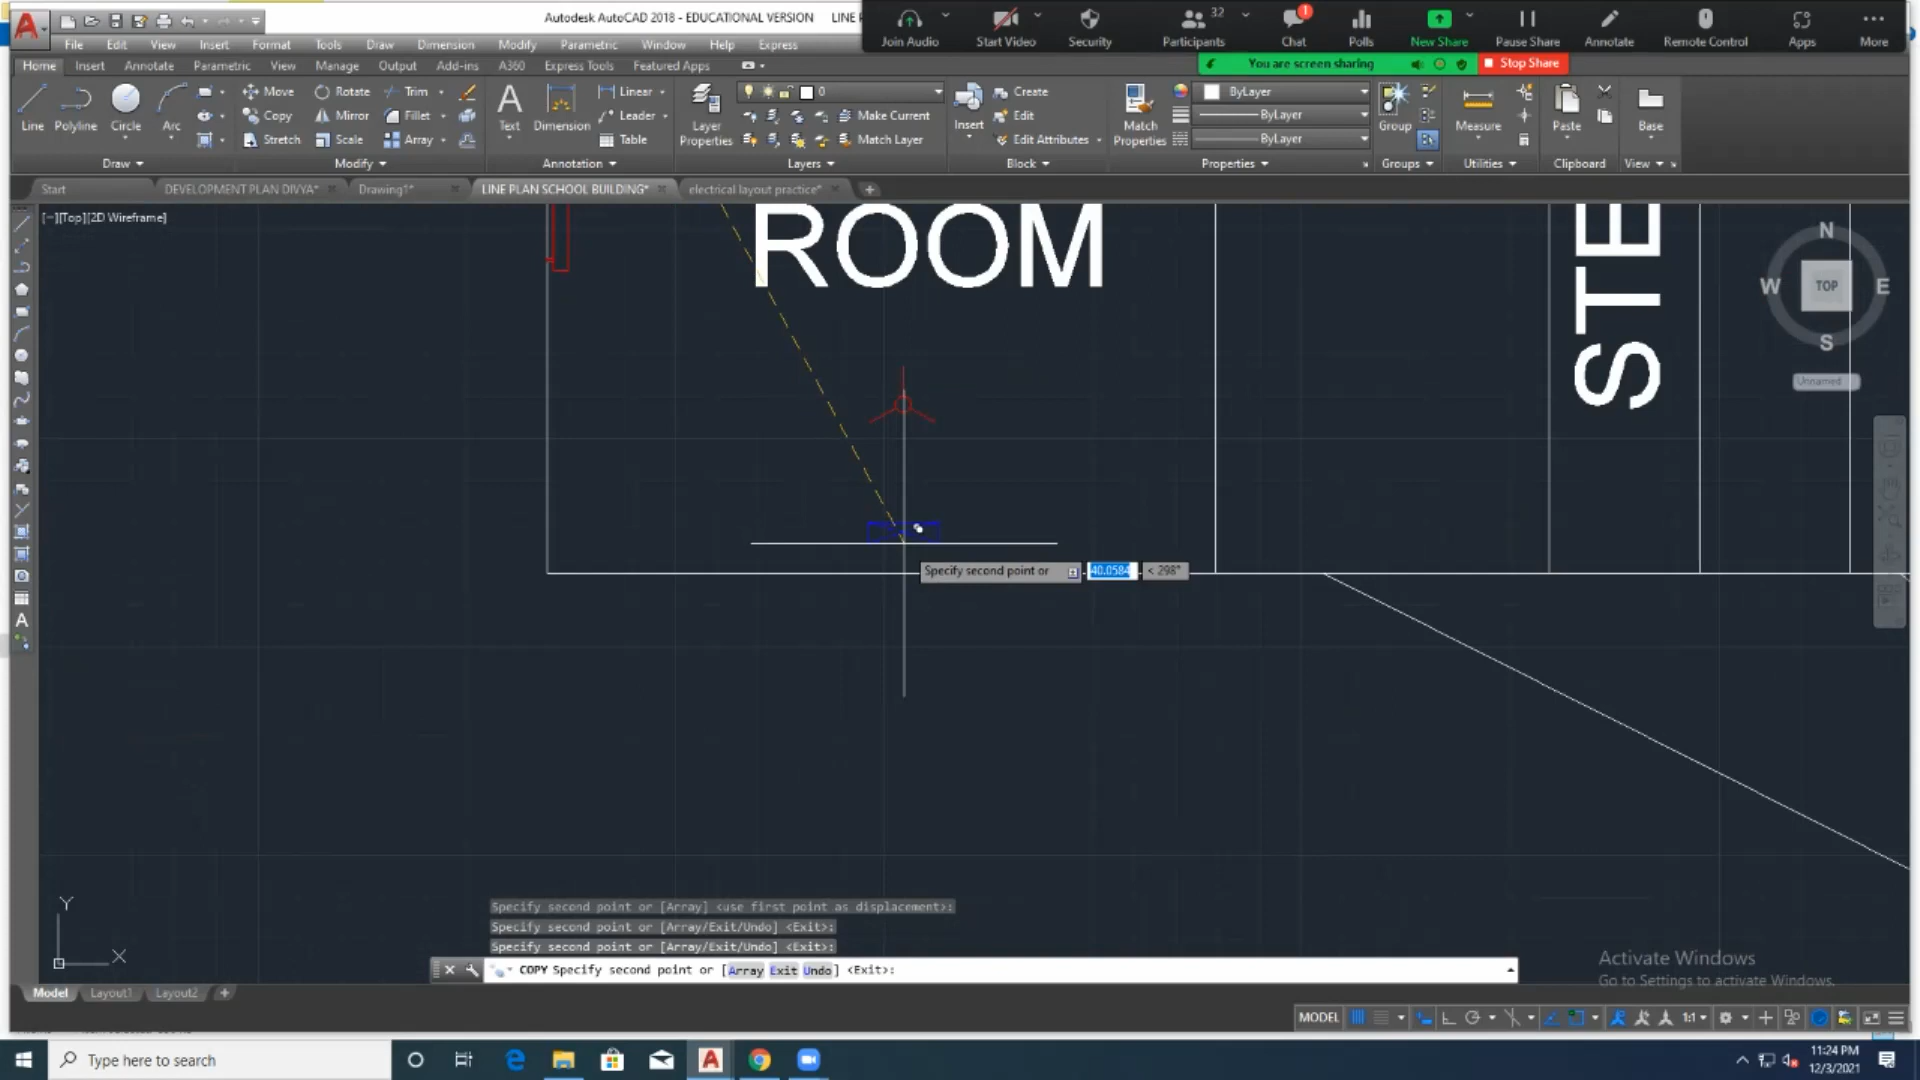 Autodesk AutoCAD 2018 - EDUCATIONAL VERSION LINE P
Join Audio
Start Video
Security
Participants
32
Chat
1
Polls
New Share
Pause Share
Annotate
Remote Control
Apps
More
You are screen sharing
Stop Share
File Edit View Insert Format Tools Draw Dimension Modify Parametric Window Help Express
Home Insert Annotate Parametric View Manage Output Add-ins A360 Express Tools Featured Apps
Line
Polyline
Circle
Arc
Draw
Move
Rotate
Trim
Copy
Mirror
Fillet
Stretch
Scale
Array
Modify
Text
Dimension
Linear
Leader
Table
Annotation
Layer
Properties
0
Make Current
Match Layer
Layers
Insert
Create
Edit
Edit Attributes
Block
Match
Properties
ByLayer
ByLayer
ByLayer
Properties
Group
Groups
Measure
Utilities
Paste
Clipboard
Base
View
Start
DEVELOPMENT PLAN DIVYA*
Drawing1*
LINE PLAN SCHOOL BUILDING*
electrical layout practice*
[−][Top][2D Wireframe]
ROOM
STE
N
W
TOP
E
S
Unnamed
Specify second point or
40.0584
< 298°
Y
X
Specify second point or [Array] <use first point as displacement>:
Specify second point or [Array/Exit/Undo] <Exit>:
Specify second point or [Array/Exit/Undo] <Exit>:
COPY Specify second point or [Array Exit Undo] <Exit>:
Activate Windows
Go to Settings to activate Windows.
Model
Layout1
Layout2
MODEL
1:1
Type here to search
11:24 PM
12/3/2021